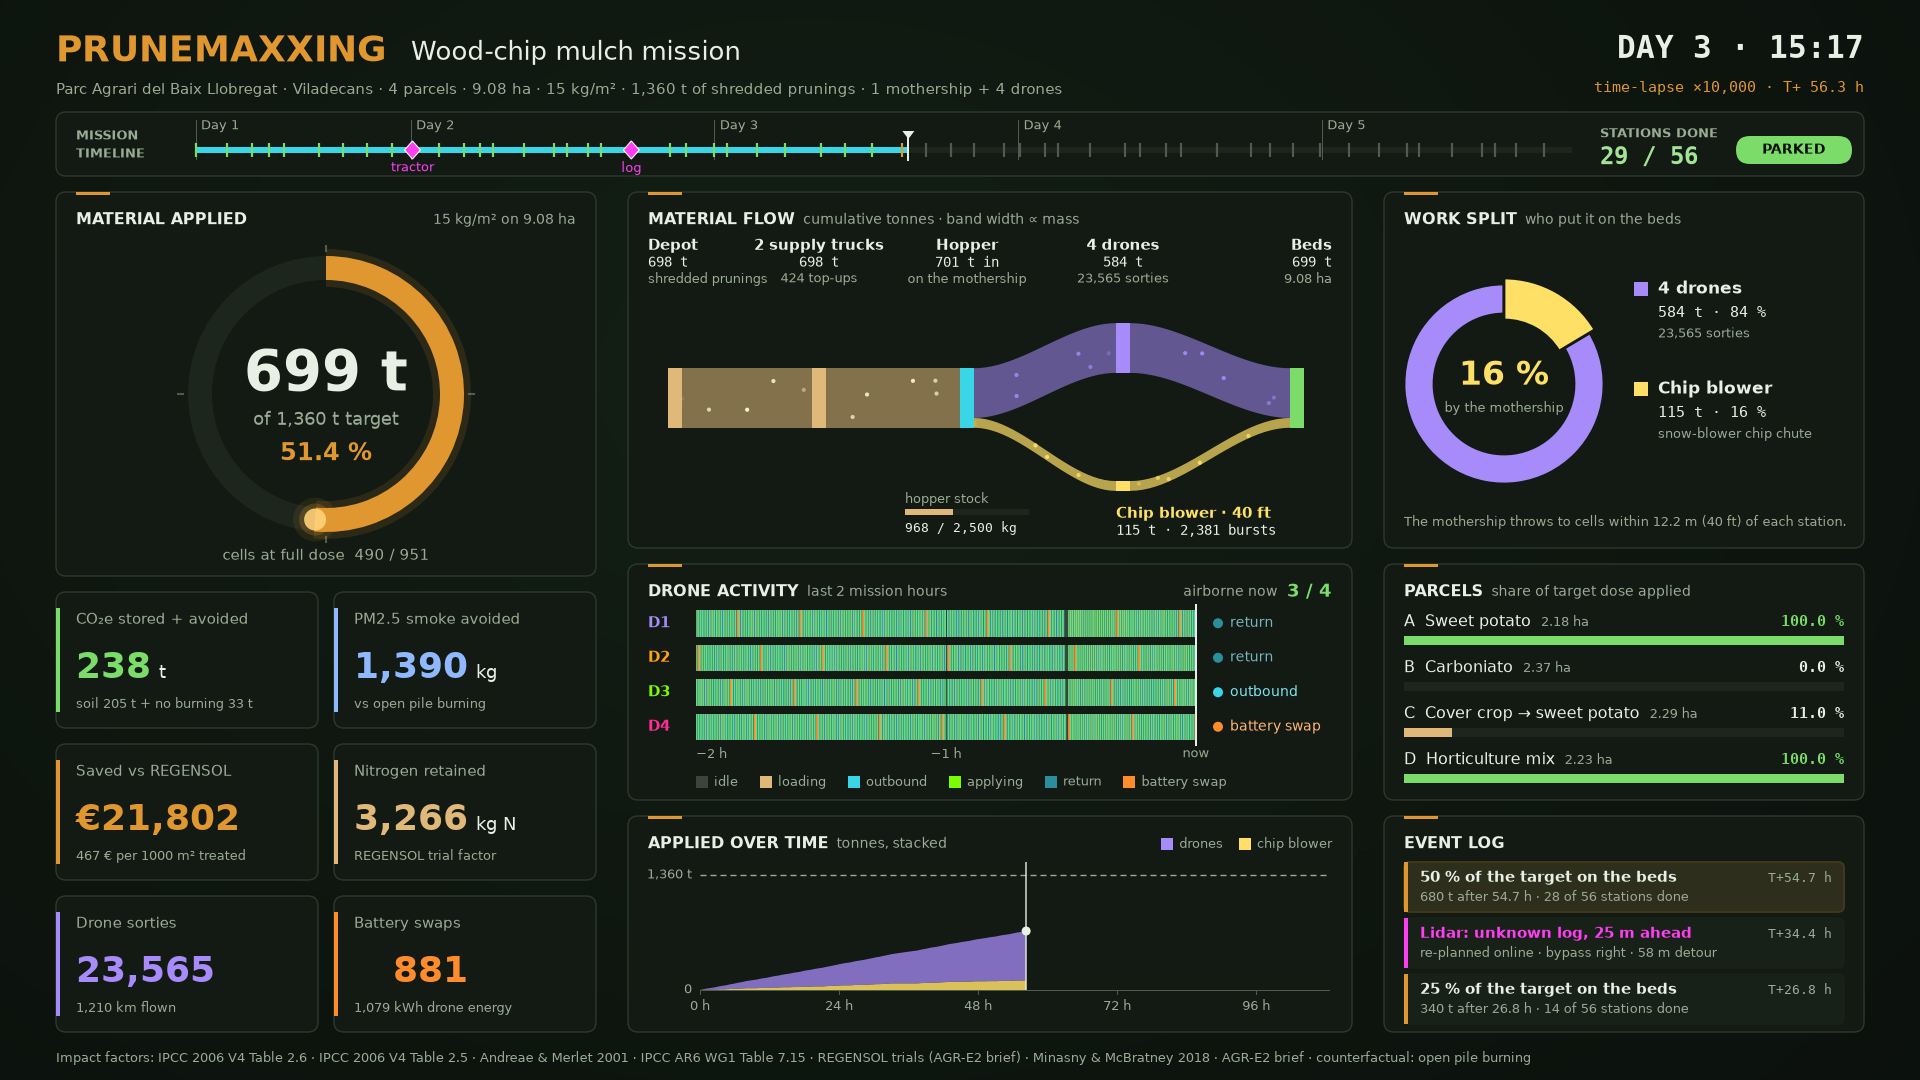 PRUNEMAXXING Wood-chip mulch mission
DAY 3 · 15:17
Parc Agrari del Baix Llobregat · Viladecans · 4 parcels · 9.08 ha · 15 kg/m² · 1,360 t of shredded prunings · 1 mothership + 4 drones
time-lapse ×10,000 · T+ 56.3 h
MISSION TIMELINE
Day 1
Day 2
Day 3
Day 4
Day 5
tractor
log
STATIONS DONE
29 / 56
PARKED
MATERIAL APPLIED
15 kg/m² on 9.08 ha
699 t
of 1,360 t target
51.4 %
cells at full dose 490 / 951
MATERIAL FLOW cumulative tonnes · band width ∝ mass
Depot
698 t
shredded prunings
2 supply trucks
698 t
424 top-ups
Hopper
701 t in
on the mothership
4 drones
584 t
23,565 sorties
Beds
699 t
9.08 ha
hopper stock
968 / 2,500 kg
Chip blower · 40 ft
115 t · 2,381 bursts
WORK SPLIT who put it on the beds
16 %
by the mothership
4 drones
584 t · 84 %
23,565 sorties
Chip blower
115 t · 16 %
snow-blower chip chute
The mothership throws to cells within 12.2 m (40 ft) of each station.
CO₂e stored + avoided
238 t
soil 205 t + no burning 33 t
PM2.5 smoke avoided
1,390 kg
vs open pile burning
Saved vs REGENSOL
€21,802
467 € per 1000 m² treated
Nitrogen retained
3,266 kg N
REGENSOL trial factor
Drone sorties
23,565
1,210 km flown
Battery swaps
881
1,079 kWh drone energy
DRONE ACTIVITY last 2 mission hours
airborne now 3 / 4
D1
return
D2
return
D3
outbound
D4
battery swap
−2 h
−1 h
now
idle
loading
outbound
applying
return
battery swap
APPLIED OVER TIME tonnes, stacked
drones
chip blower
1,360 t
0
0 h
24 h
48 h
72 h
96 h
PARCELS share of target dose applied
A Sweet potato 2.18 ha 100.0 %
B Carboniato 2.37 ha 0.0 %
C Cover crop → sweet potato 2.29 ha 11.0 %
D Horticulture mix 2.23 ha 100.0 %
EVENT LOG
50 % of the target on the beds T+54.7 h
680 t after 54.7 h · 28 of 56 stations done
Lidar: unknown log, 25 m ahead T+34.4 h
re-planned online · bypass right · 58 m detour
25 % of the target on the beds T+26.8 h
340 t after 26.8 h · 14 of 56 stations done
Impact factors: IPCC 2006 V4 Table 2.6 · IPCC 2006 V4 Table 2.5 · Andreae & Merlet 2001 · IPCC AR6 WG1 Table 7.15 · REGENSOL trials (AGR-E2 brief) · Minasny & McBratney 2018 · AGR-E2 brief · counterfactual: open pile burning